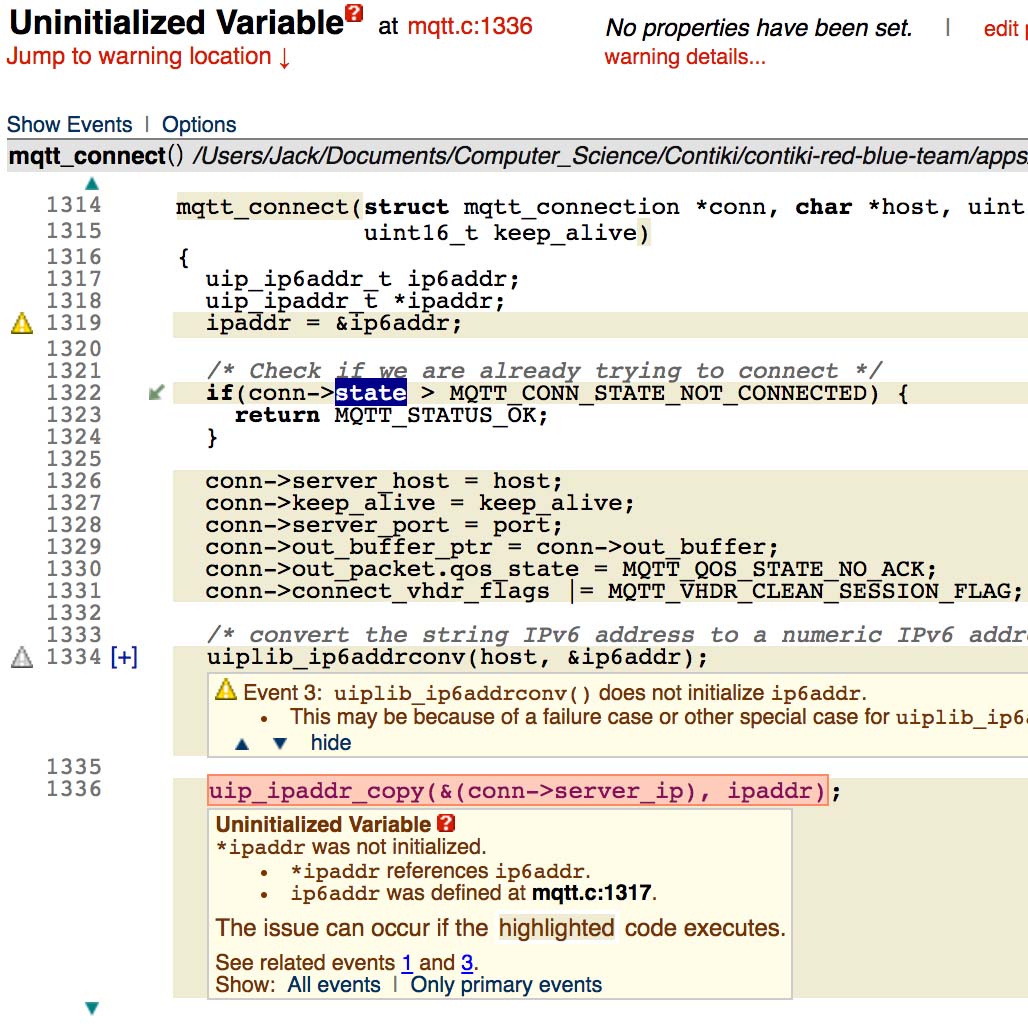 Uninitialized Variable? at mqtt.c:1336
No properties have been set. | edit
Jump to warning location ↓
warning details...
Show Events | Options
mqtt_connect() /Users/Jack/Documents/Computer_Science/Contiki/contiki-red-blue-team/apps
1314 mqtt_connect(struct mqtt_connection *conn, char *host, uint
1315 uint16_t keep_alive)
1316 {
1317 uip_ip6addr_t ip6addr;
1318 uip_ipaddr_t *ipaddr;
1319 ipaddr = &ip6addr;
1320
1321 /* Check if we are already trying to connect */
1322 if(conn->state > MQTT_CONN_STATE_NOT_CONNECTED) {
1323 return MQTT_STATUS_OK;
1324 }
1325
1326 conn->server_host = host;
1327 conn->keep_alive = keep_alive;
1328 conn->server_port = port;
1329 conn->out_buffer_ptr = conn->out_buffer;
1330 conn->out_packet.qos_state = MQTT_QOS_STATE_NO_ACK;
1331 conn->connect_vhdr_flags |= MQTT_VHDR_CLEAN_SESSION_FLAG;
1332
1333 /* convert the string IPv6 address to a numeric IPv6 addr
1334 [+] uiplib_ip6addrconv(host, &ip6addr);
Event 3: uiplib_ip6addrconv() does not initialize ip6addr.
• This may be because of a failure case or other special case for uiplib_ip6
hide
1335
1336 uip_ipaddr_copy(&(conn->server_ip), ipaddr);
Uninitialized Variable ?
*ipaddr was not initialized.
• *ipaddr references ip6addr.
• ip6addr was defined at mqtt.c:1317.
The issue can occur if the highlighted code executes.
See related events 1 and 3.
Show: All events | Only primary events